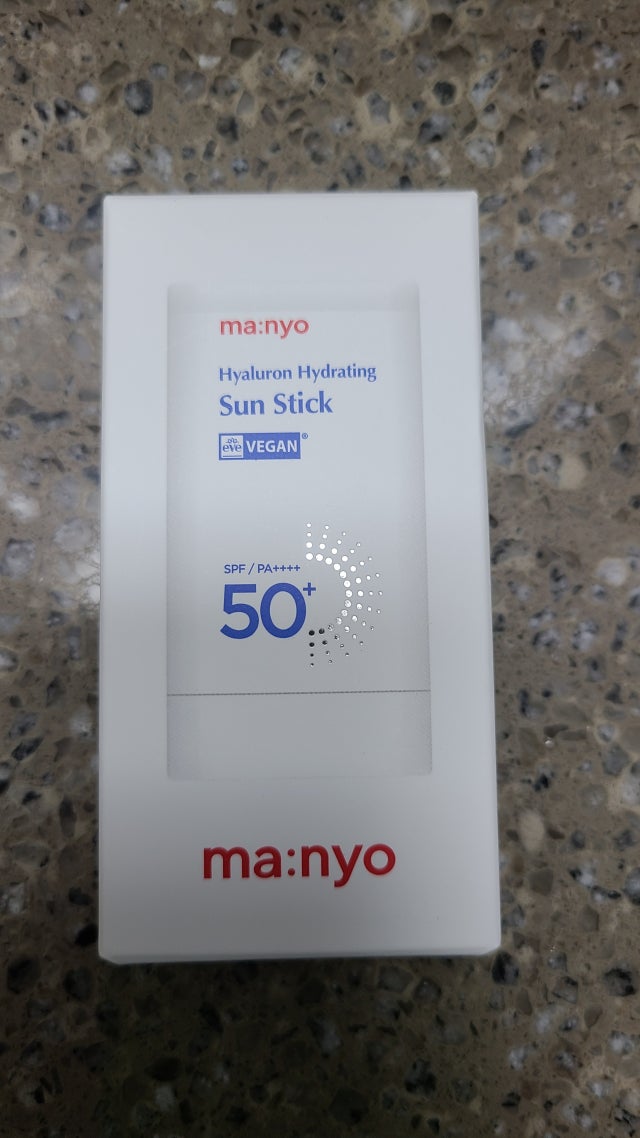 ma:nyo
Hyaluron Hydrating
Sun Stick
eve VEGAN®
SPF / PA++++
50+
ma:nyo